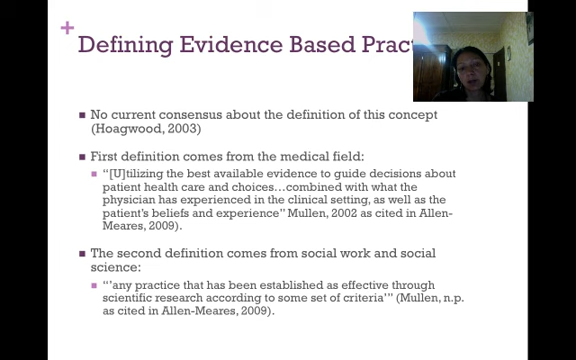 +
Defining Evidence Based Pract
■ No current consensus about the definition of this concept
(Hoagwood, 2003)
■ First definition comes from the medical field:
■ “[U]tilizing the best available evidence to guide decisions about
patient health care and choices…combined with what the
physician has experienced in the clinical setting, as well as the
patient’s beliefs and experience” Mullen, 2002 as cited in Allen-
Meares, 2009).
■ The second definition comes from social work and social
science:
■ “‘any practice that has been established as effective through
scientific research according to some set of criteria’” (Mullen, n.p.
as cited in Allen-Meares, 2009).